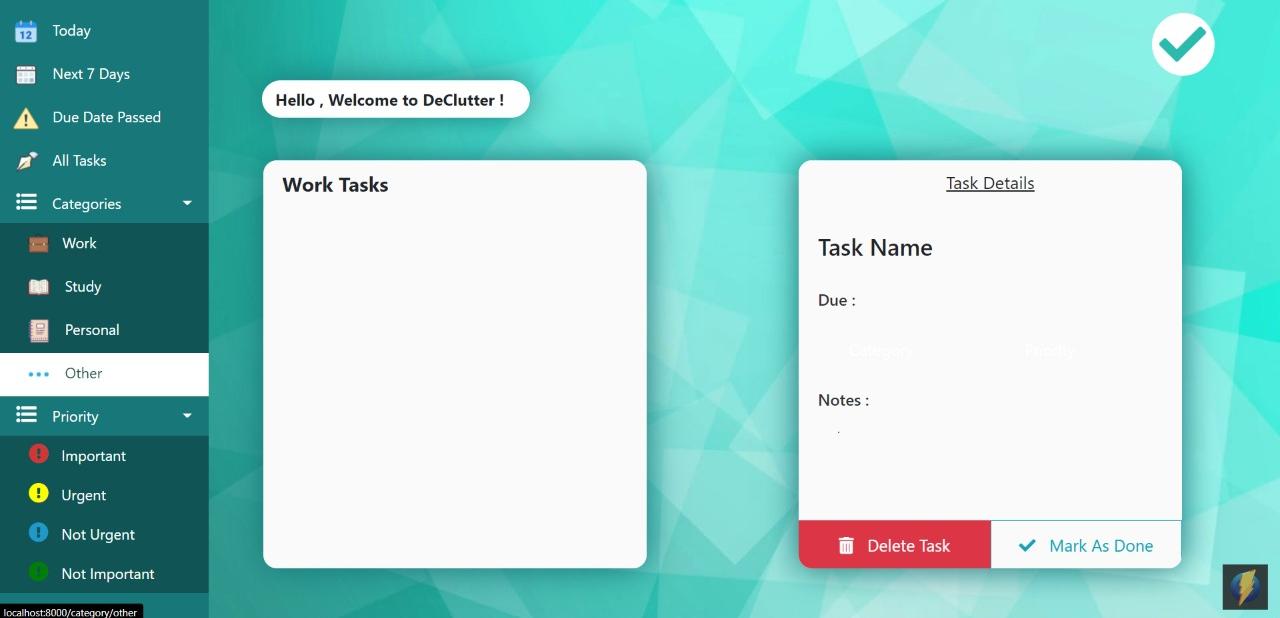 Today
Next 7 Days
Due Date Passed
All Tasks
Categories
Work
Study
Personal
Other
Priority
Important
Urgent
Not Urgent
Not Important
localhost:8000/category/other
Hello , Welcome to DeClutter !
Work Tasks
Task Details
Task Name
Due :
Category Priority
Notes :
.
Delete Task Mark As Done
12